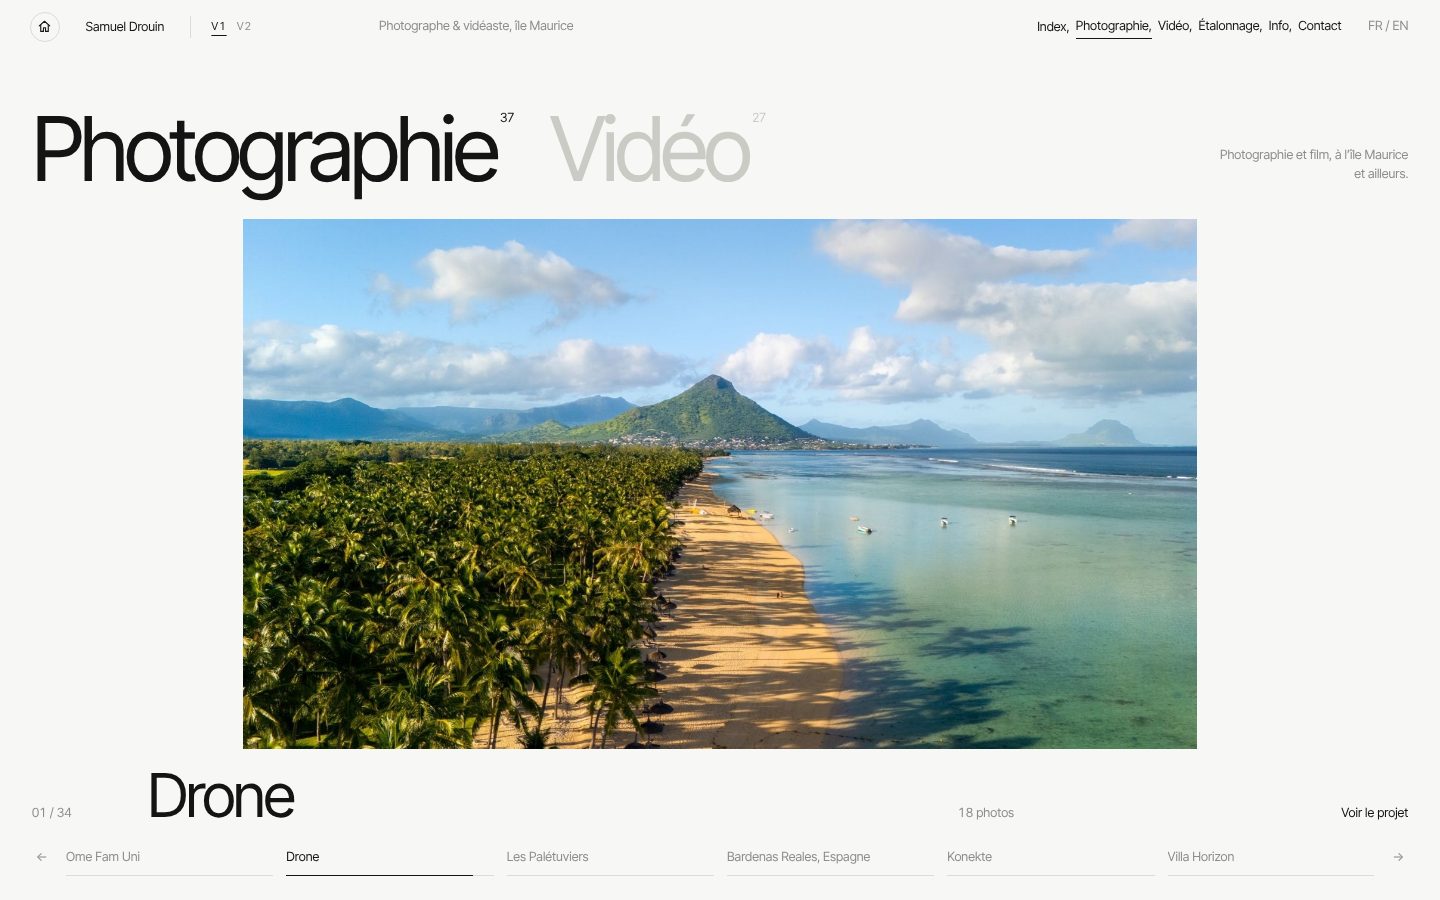 Samuel Drouin
V1 V2
Photographe & vidéaste, île Maurice
Index, Photographie, Vidéo, Étalonnage, Info, Contact
FR / EN
Photographie 37
Vidéo 27
Photographie et film, à l'île Maurice
et ailleurs.
01 / 34
Drone
18 photos
Voir le projet
← Ome Fam Uni
Drone
Les Palétuviers
Bardenas Reales, Espagne
Konekte
Villa Horizon →